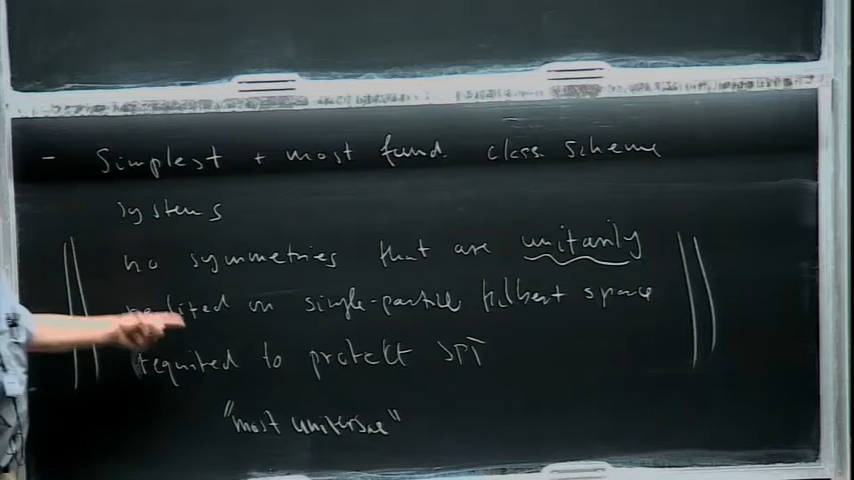 - Simplest + most fund. class. scheme
systems
no symmetries that are unitarily
realized on single-particle Hilbert space
required to protect SPT
"most universal"